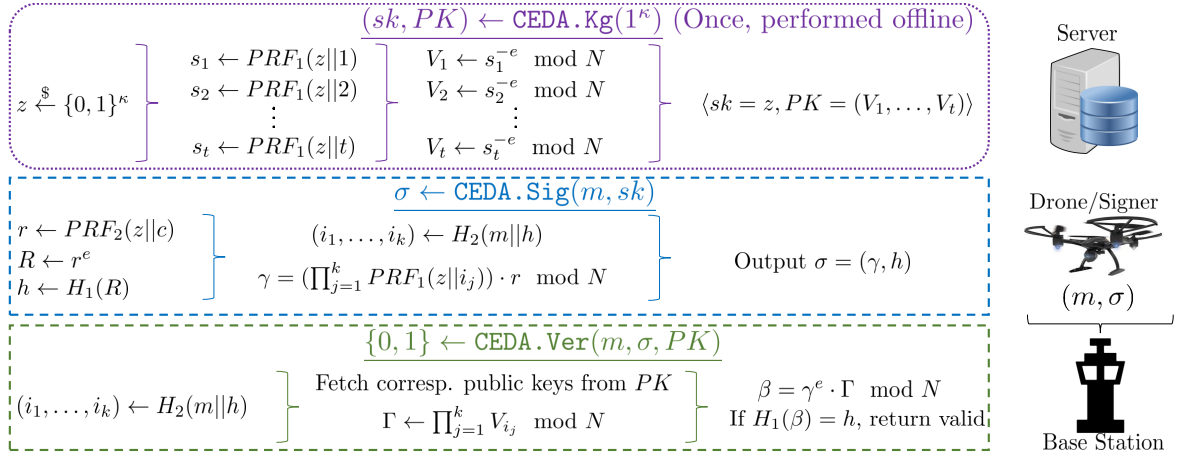 (sk, PK) ← CEDA.Kg(1^κ) (Once, performed offline)
z ←$ {0, 1}^κ
s_1 ← PRF_1(z||1)
s_2 ← PRF_1(z||2)
⋮
s_t ← PRF_1(z||t)
V_1 ← s_1^{-e} mod N
V_2 ← s_2^{-e} mod N
⋮
V_t ← s_t^{-e} mod N
⟨sk = z, PK = (V_1, . . . , V_t)⟩
Server
σ ← CEDA.Sig(m, sk)
r ← PRF_2(z||c)
R ← r^e
h ← H_1(R)
(i_1, . . . , i_k) ← H_2(m||h)
γ = (∏_{j=1}^k PRF_1(z||i_j)) · r mod N
Output σ = (γ, h)
Drone/Signer
(m, σ)
{0, 1} ← CEDA.Ver(m, σ, PK)
(i_1, . . . , i_k) ← H_2(m||h)
Fetch corresp. public keys from PK
Γ ← ∏_{j=1}^k V_{i_j} mod N
β = γ^e · Γ mod N
If H_1(β) = h, return valid
Base Station